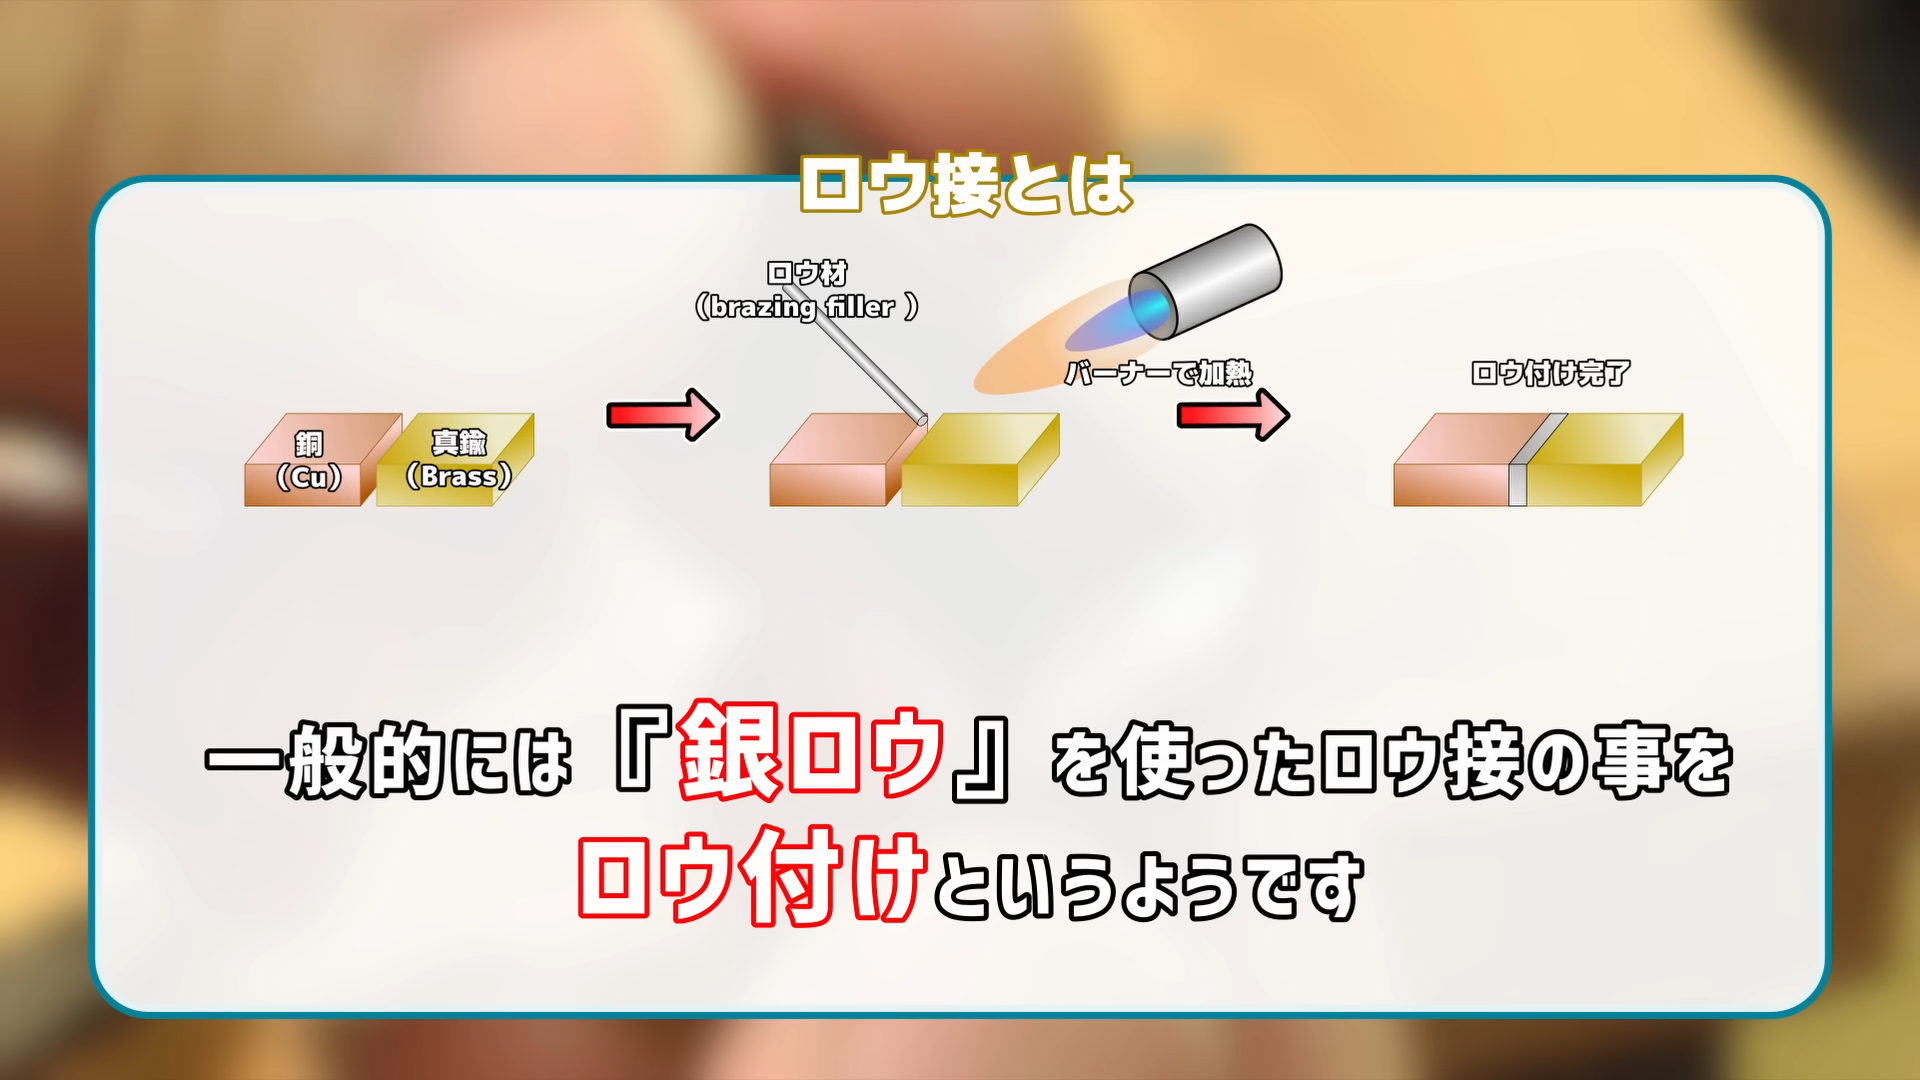 ロウ接とは
ロウ材
（brazing filler ）
バーナーで加熱
ロウ付け完了
銅
（Cu）
真鍮
（Brass）
一般的には『銀ロウ』を使ったロウ接の事を
ロウ付けというようです